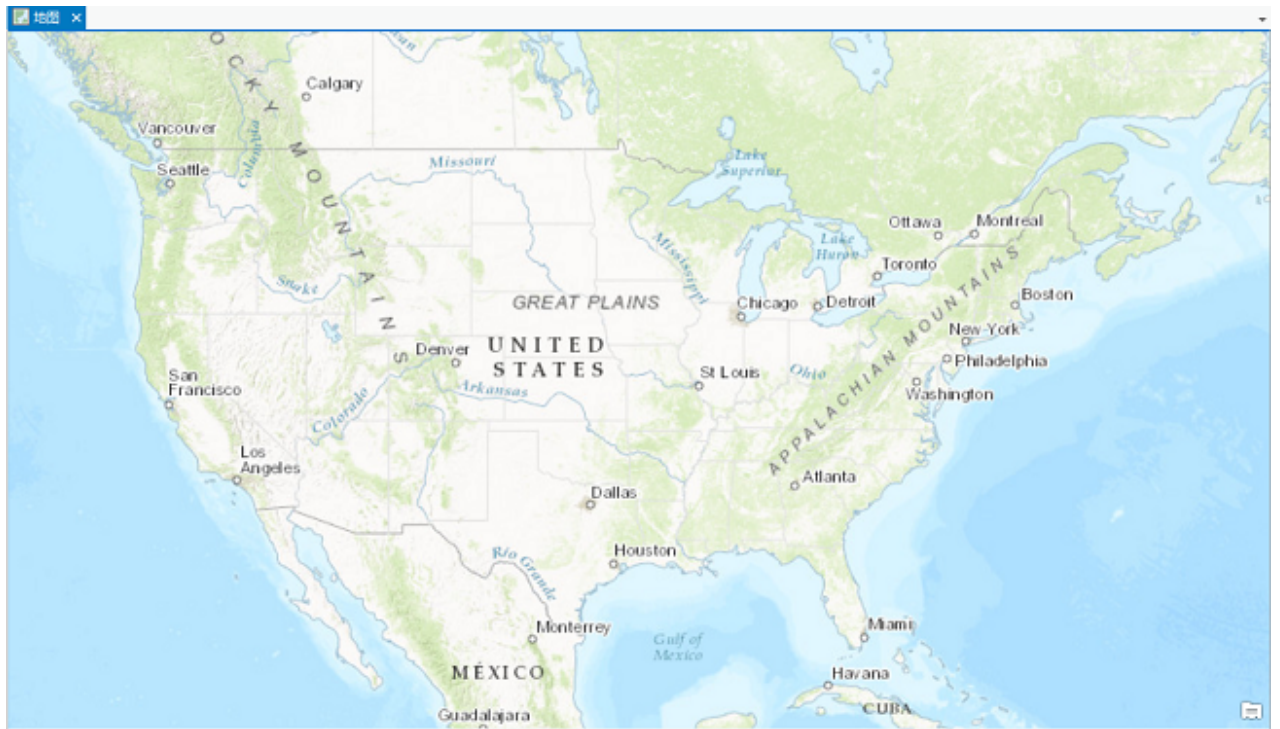 地图
ROCKY MOUNTAINS
Calgary
Vancouver
Columbia
Seattle
Missouri
Lake
Superior
Ottawa
Montreal
Mississippi
Lake
Huron
Toronto
Snake
GREAT PLAINS
Chicago
Detroit
Boston
New York
APPALACHIAN MOUNTAINS
Denver
UNITED
STATES
St Louis
Ohio
Philadelphia
San
Francisco
Colorado
Arkansas
Washington
Los
Angeles
Atlanta
Dallas
Río Grande
Houston
Monterrey
Gulf of
Mexico
Miami
MÉXICO
Havana
CUBA
Guadalajara